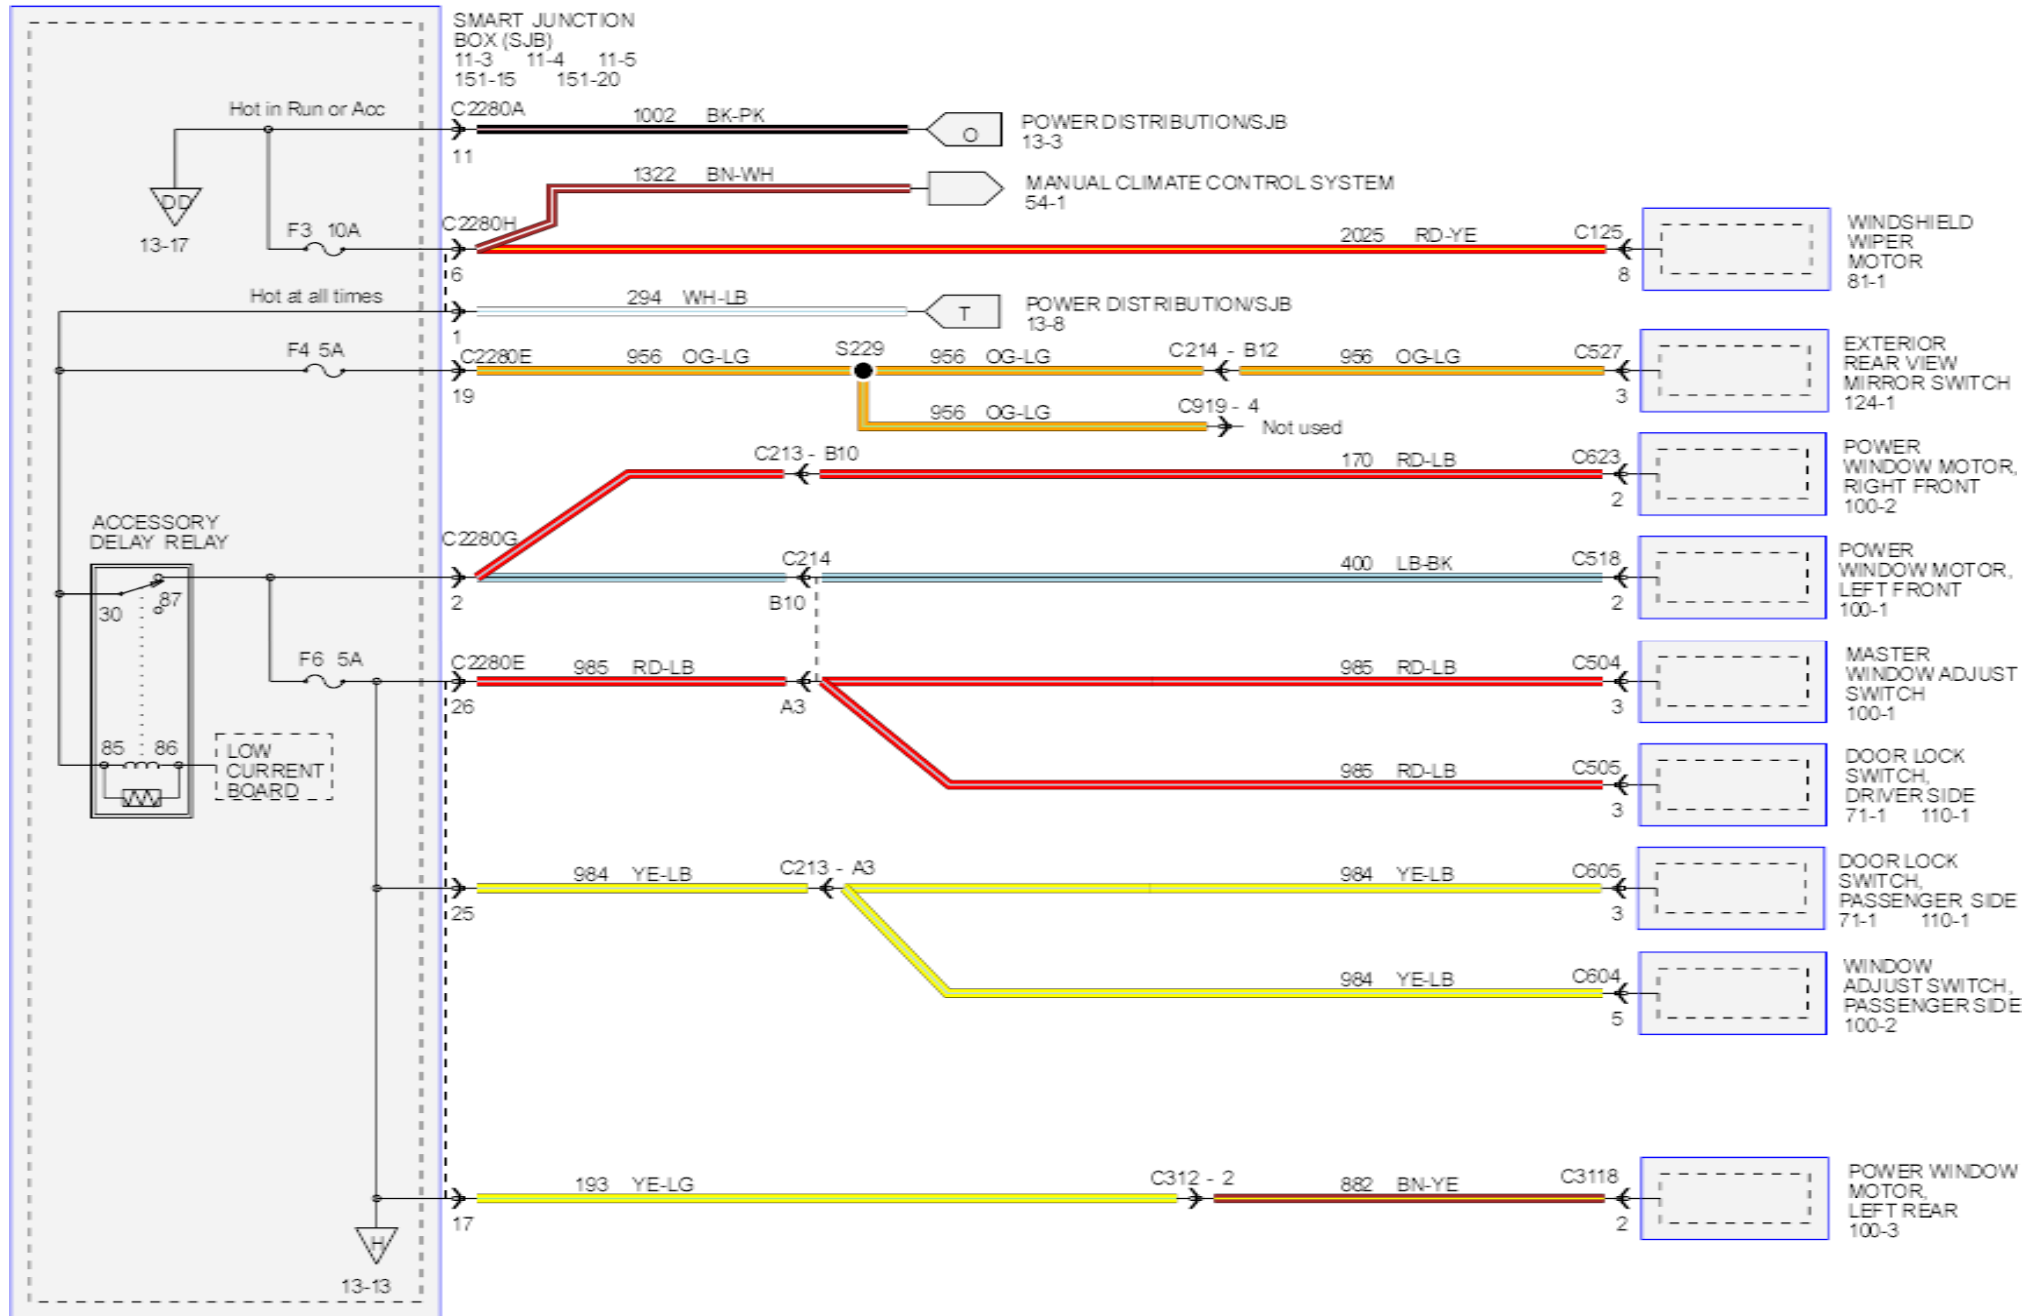 SMART JUNCTION
BOX (SJB)
11-3 11-4 11-5
151-15 151-20
Hot in Run or Acc
C2280A
1002 BK-PK
O
POWER DISTRIBUTION/SJB
13-3
11
1322 BN-WH
MANUAL CLIMATE CONTROL SYSTEM
54-1
DD
13-17
F3 10A
C2280H
6
2025 RD-YE
C125
8
WINDSHIELD
WIPER
MOTOR
81-1
Hot at all times
1
294 WH-LB
T
POWER DISTRIBUTION/SJB
13-8
F4 5A
C2280E
19
956 OG-LG
S229
956 OG-LG
C214 - B12
956 OG-LG
C527
3
EXTERIOR
REAR VIEW
MIRROR SWITCH
124-1
956 OG-LG
C919 - 4
Not used
C213 - B10
170 RD-LB
C623
2
POWER
WINDOW MOTOR,
RIGHT FRONT
100-2
ACCESSORY
DELAY RELAY
30
87
85 86
LOW
CURRENT
BOARD
C2280G
2
C214
B10
400 LB-BK
C518
2
POWER
WINDOW MOTOR,
LEFT FRONT
100-1
F6 5A
C2280E
26
985 RD-LB
A3
985 RD-LB
C504
3
MASTER
WINDOW ADJUST
SWITCH
100-1
985 RD-LB
C505
3
DOOR LOCK
SWITCH,
DRIVER SIDE
71-1 110-1
25
984 YE-LB
C213 - A3
984 YE-LB
C605
3
DOOR LOCK
SWITCH,
PASSENGER SIDE
71-1 110-1
984 YE-LB
C604
5
WINDOW
ADJUST SWITCH,
PASSENGER SIDE
100-2
17
193 YE-LG
C312 - 2
882 BN-YE
C3118
2
POWER WINDOW
MOTOR,
LEFT REAR
100-3
H
13-13